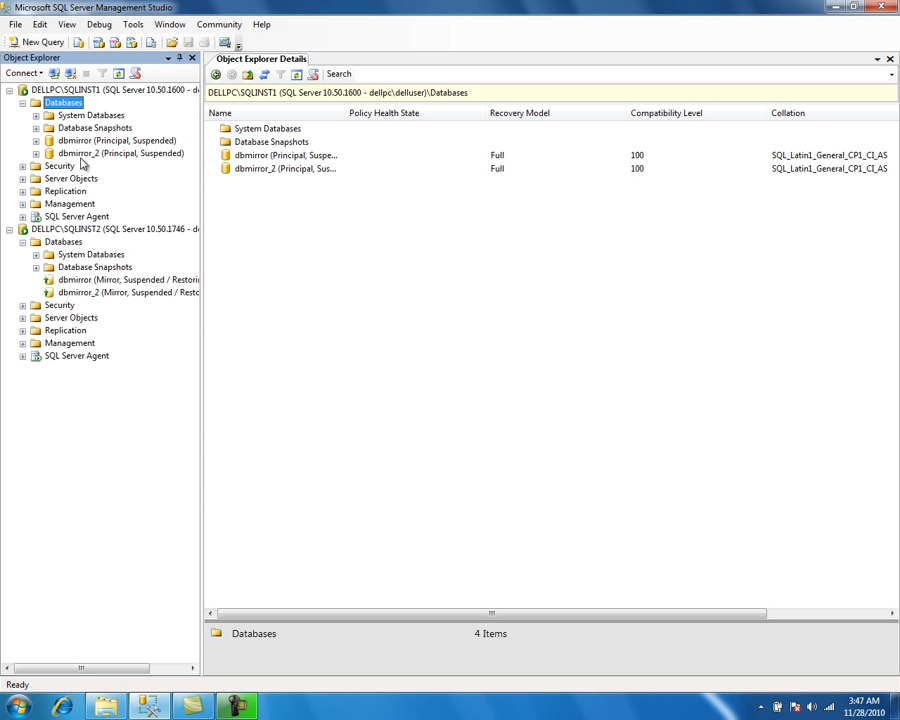 Microsoft SQL Server Management Studio
File Edit View Debug Tools Window Community Help
New Query
Object Explorer
Connect
DELLPC\SQLINST1 (SQL Server 10.50.1600 - de
Databases
System Databases
Database Snapshots
dbmirror (Principal, Suspended)
dbmirror_2 (Principal, Suspended)
Security
Server Objects
Replication
Management
SQL Server Agent
DELLPC\SQLINST2 (SQL Server 10.50.1746 - de
Databases
System Databases
Database Snapshots
dbmirror (Mirror, Suspended / Restorin
dbmirror_2 (Mirror, Suspended / Resto
Security
Server Objects
Replication
Management
SQL Server Agent
Object Explorer Details
Search
DELLPC\SQLINST1 (SQL Server 10.50.1600 - dellpc\delluser)\Databases
Name Policy Health State Recovery Model Compatibility Level Collation
System Databases
Database Snapshots
dbmirror (Principal, Suspe... Full 100 SQL_Latin1_General_CP1_CI_AS
dbmirror_2 (Principal, Sus... Full 100 SQL_Latin1_General_CP1_CI_AS
Databases 4 Items
Ready
3:47 AM
11/28/2010